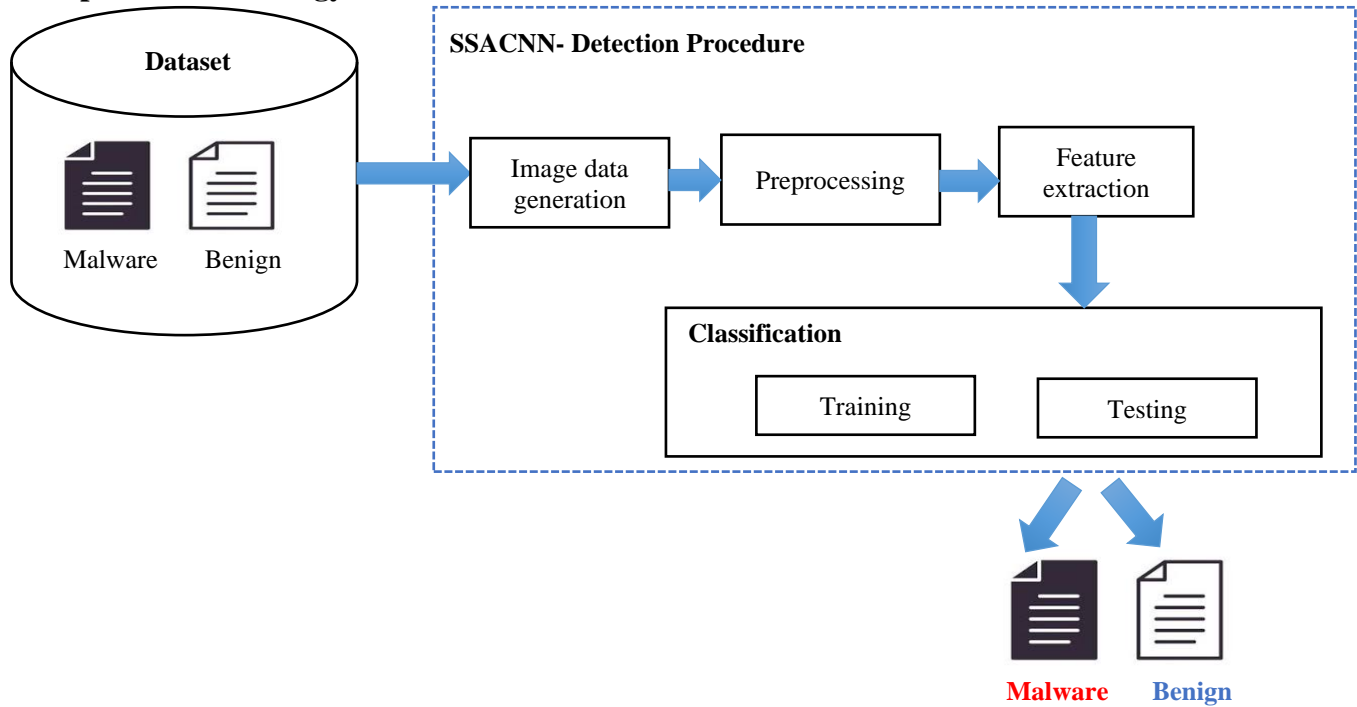 Dataset
Malware
Benign
SSACNN- Detection Procedure
Image data
generation
Preprocessing
Feature
extraction
Classification
Training
Testing
Malware
Benign